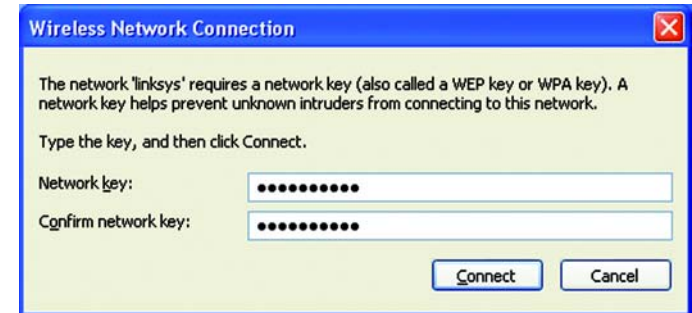 Wireless Network Connection
The network 'linksys' requires a network key (also called a WEP key or WPA key). A
network key helps prevent unknown intruders from connecting to this network.
Type the key, and then click Connect.
Network key: ●●●●●●●●●●
Confirm network key: ●●●●●●●●●●
Connect Cancel